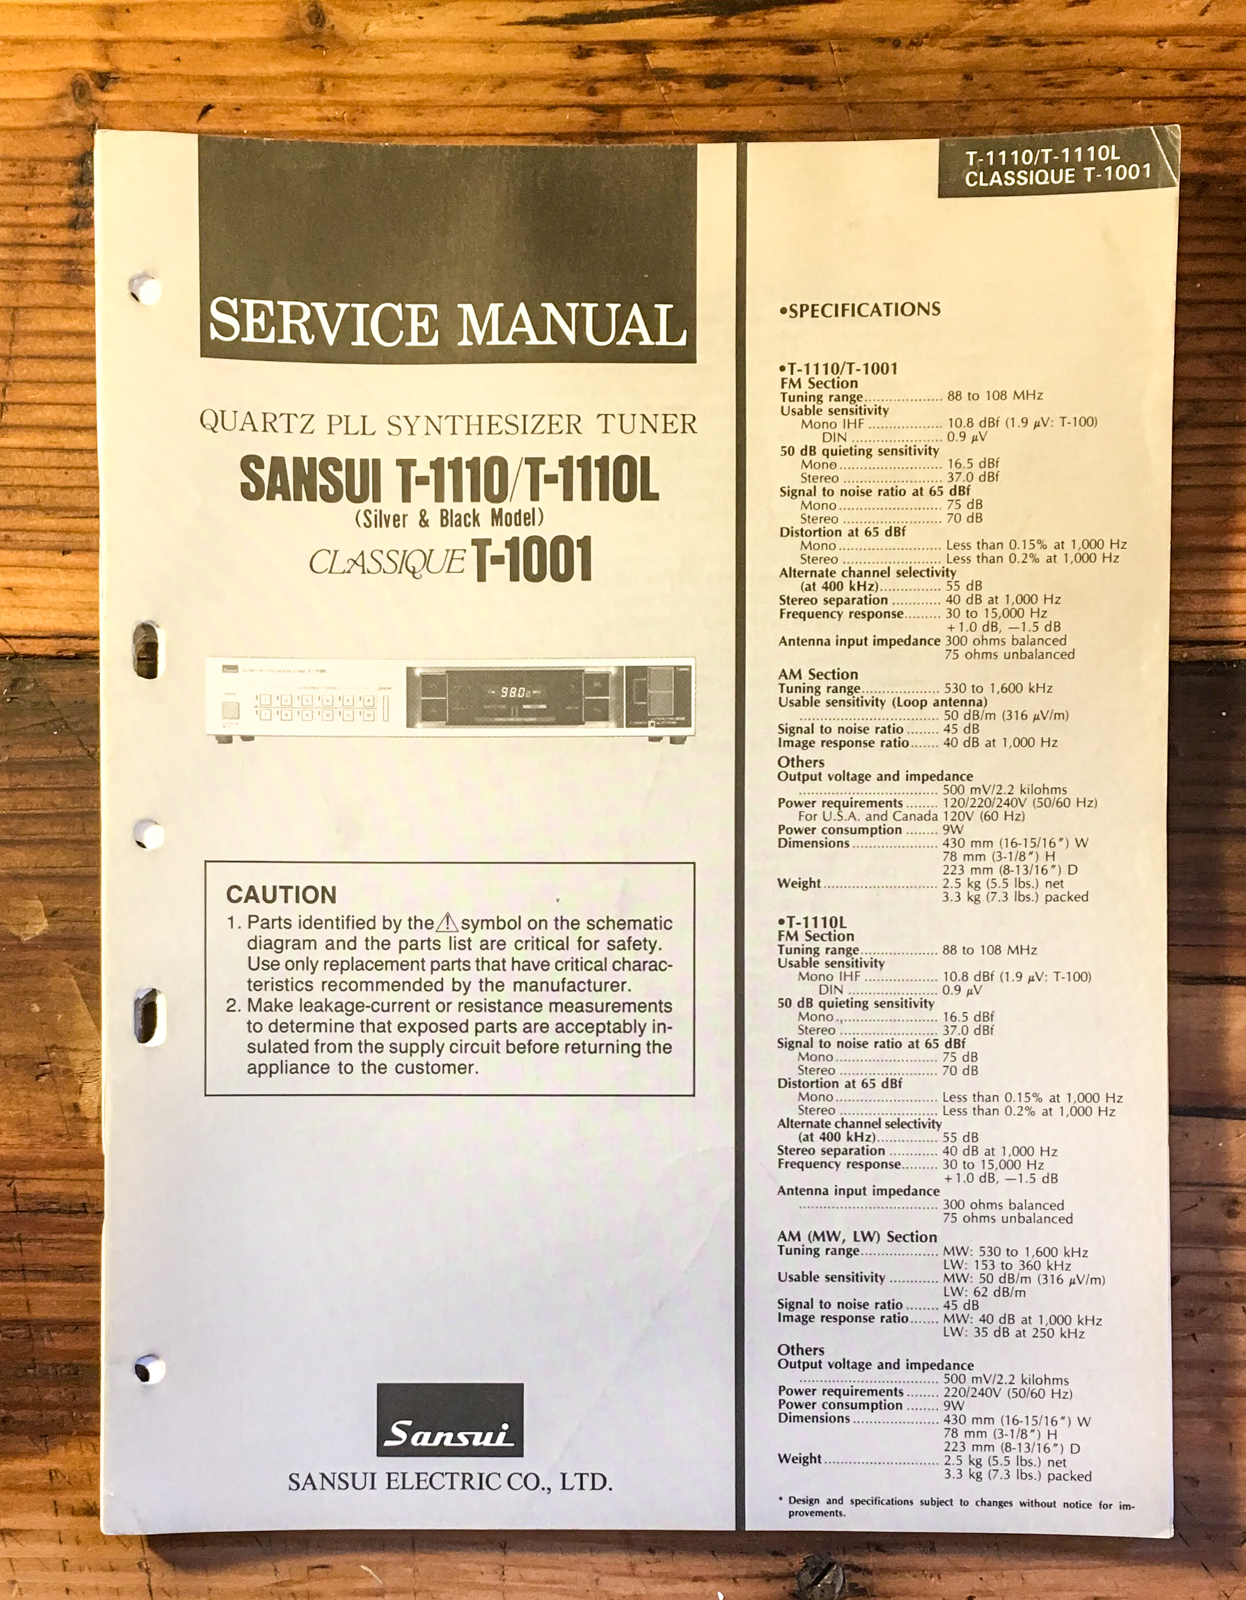 T-1110/T-1110L
CLASSIQUE T-1001
SERVICE MANUAL
QUARTZ PLL SYNTHESIZER TUNER
SANSUI T-1110/T-1110L
(Silver & Black Model)
CLASSIQUE T-1001
Sansui
980
CAUTION
1. Parts identified by the ⚠ symbol on the schematic
diagram and the parts list are critical for safety.
Use only replacement parts that have critical charac-
teristics recommended by the manufacturer.
2. Make leakage-current or resistance measurements
to determine that exposed parts are acceptably in-
sulated from the supply circuit before returning the
appliance to the customer.
Sansui
SANSUI ELECTRIC CO., LTD.
•SPECIFICATIONS
•T-1110/T-1001
FM Section
Tuning range................... 88 to 108 MHz
Usable sensitivity
Mono IHF .................. 10.8 dBf (1.9 μV: T-100)
DIN ...................... 0.9 μV
50 dB quieting sensitivity
Mono......................... 16.5 dBf
Stereo ........................ 37.0 dBf
Signal to noise ratio at 65 dBf
Mono......................... 75 dB
Stereo ........................ 70 dB
Distortion at 65 dBf
Mono......................... Less than 0.15% at 1,000 Hz
Stereo ........................ Less than 0.2% at 1,000 Hz
Alternate channel selectivity
(at 400 kHz)............... 55 dB
Stereo separation ............ 40 dB at 1,000 Hz
Frequency response......... 30 to 15,000 Hz
+1.0 dB, −1.5 dB
Antenna input impedance 300 ohms balanced
75 ohms unbalanced
AM Section
Tuning range................... 530 to 1,600 kHz
Usable sensitivity (Loop antenna)
.................................. 50 dB/m (316 μV/m)
Signal to noise ratio ........ 45 dB
Image response ratio....... 40 dB at 1,000 Hz
Others
Output voltage and impedance
.................................. 500 mV/2.2 kilohms
Power requirements ........ 120/220/240V (50/60 Hz)
For U.S.A. and Canada 120V (60 Hz)
Power consumption ........ 9W
Dimensions ..................... 430 mm (16-15/16″) W
78 mm (3-1/8″) H
223 mm (8-13/16″) D
Weight............................ 2.5 kg (5.5 lbs.) net
3.3 kg (7.3 lbs.) packed
•T-1110L
FM Section
Tuning range................... 88 to 108 MHz
Usable sensitivity
Mono IHF .................. 10.8 dBf (1.9 μV: T-100)
DIN ...................... 0.9 μV
50 dB quieting sensitivity
Mono......................... 16.5 dBf
Stereo ........................ 37.0 dBf
Signal to noise ratio at 65 dBf
Mono......................... 75 dB
Stereo ........................ 70 dB
Distortion at 65 dBf
Mono......................... Less than 0.15% at 1,000 Hz
Stereo ........................ Less than 0.2% at 1,000 Hz
Alternate channel selectivity
(at 400 kHz)............... 55 dB
Stereo separation ............ 40 dB at 1,000 Hz
Frequency response......... 30 to 15,000 Hz
+1.0 dB, −1.5 dB
Antenna input impedance
.................................. 300 ohms balanced
75 ohms unbalanced
AM (MW, LW) Section
Tuning range................... MW: 530 to 1,600 kHz
LW: 153 to 360 kHz
Usable sensitivity ............ MW: 50 dB/m (316 μV/m)
LW: 62 dB/m
Signal to noise ratio ........ 45 dB
Image response ratio....... MW: 40 dB at 1,000 kHz
LW: 35 dB at 250 kHz
Others
Output voltage and impedance
.................................. 500 mV/2.2 kilohms
Power requirements ........ 220/240V (50/60 Hz)
Power consumption ........ 9W
Dimensions ..................... 430 mm (16-15/16″) W
78 mm (3-1/8″) H
223 mm (8-13/16″) D
Weight............................ 2.5 kg (5.5 lbs.) net
3.3 kg (7.3 lbs.) packed
* Design and specifications subject to changes without notice for im-
provements.